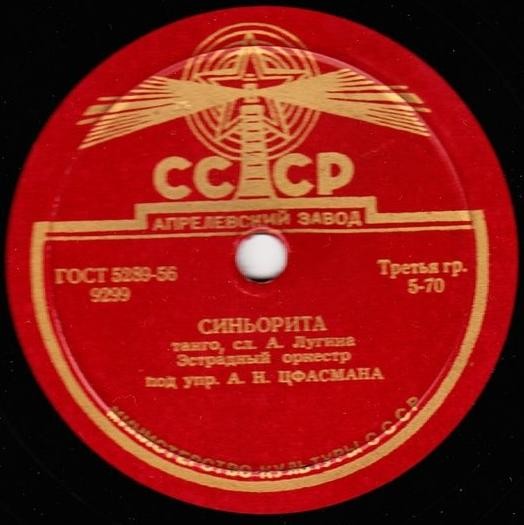 СССР
АПРЕЛЕВСКИЙ ЗАВОД
ГОСТ 5289-56
9299
Третья гр.
5-70
СИНЬОРИТА
танго, сл. А. Лугина
Эстрадный оркестр
под упр. А. Н. ЦФАСМАНА
МИНИСТЕРСТВО КУЛЬТУРЫ СССР